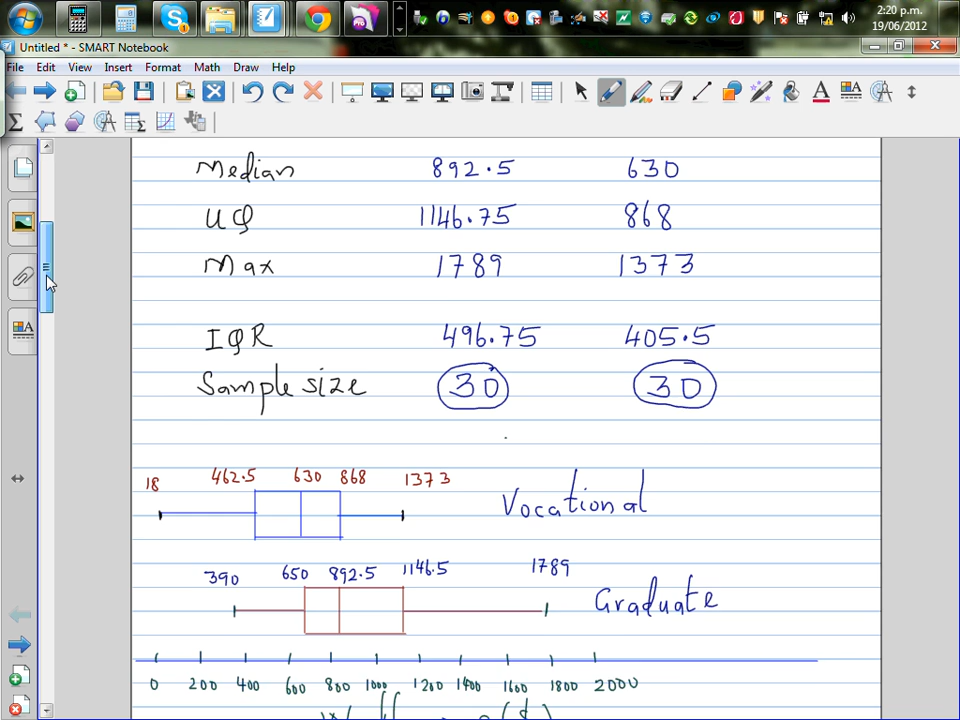 2:20 p.m.
19/06/2012
Untitled * - SMART Notebook
File Edit View Insert Format Math Draw Help
Median 892.5 630
UQ 1146.75 868
Max 1789 1373
IQR 496.75 405.5
Sample size 30 30
18 462.5 630 868 1373
Vocational
390 650 892.5 1146.5 1789
Graduate
0 200 400 600 800 1000 1200 1400 1600 1800 2000